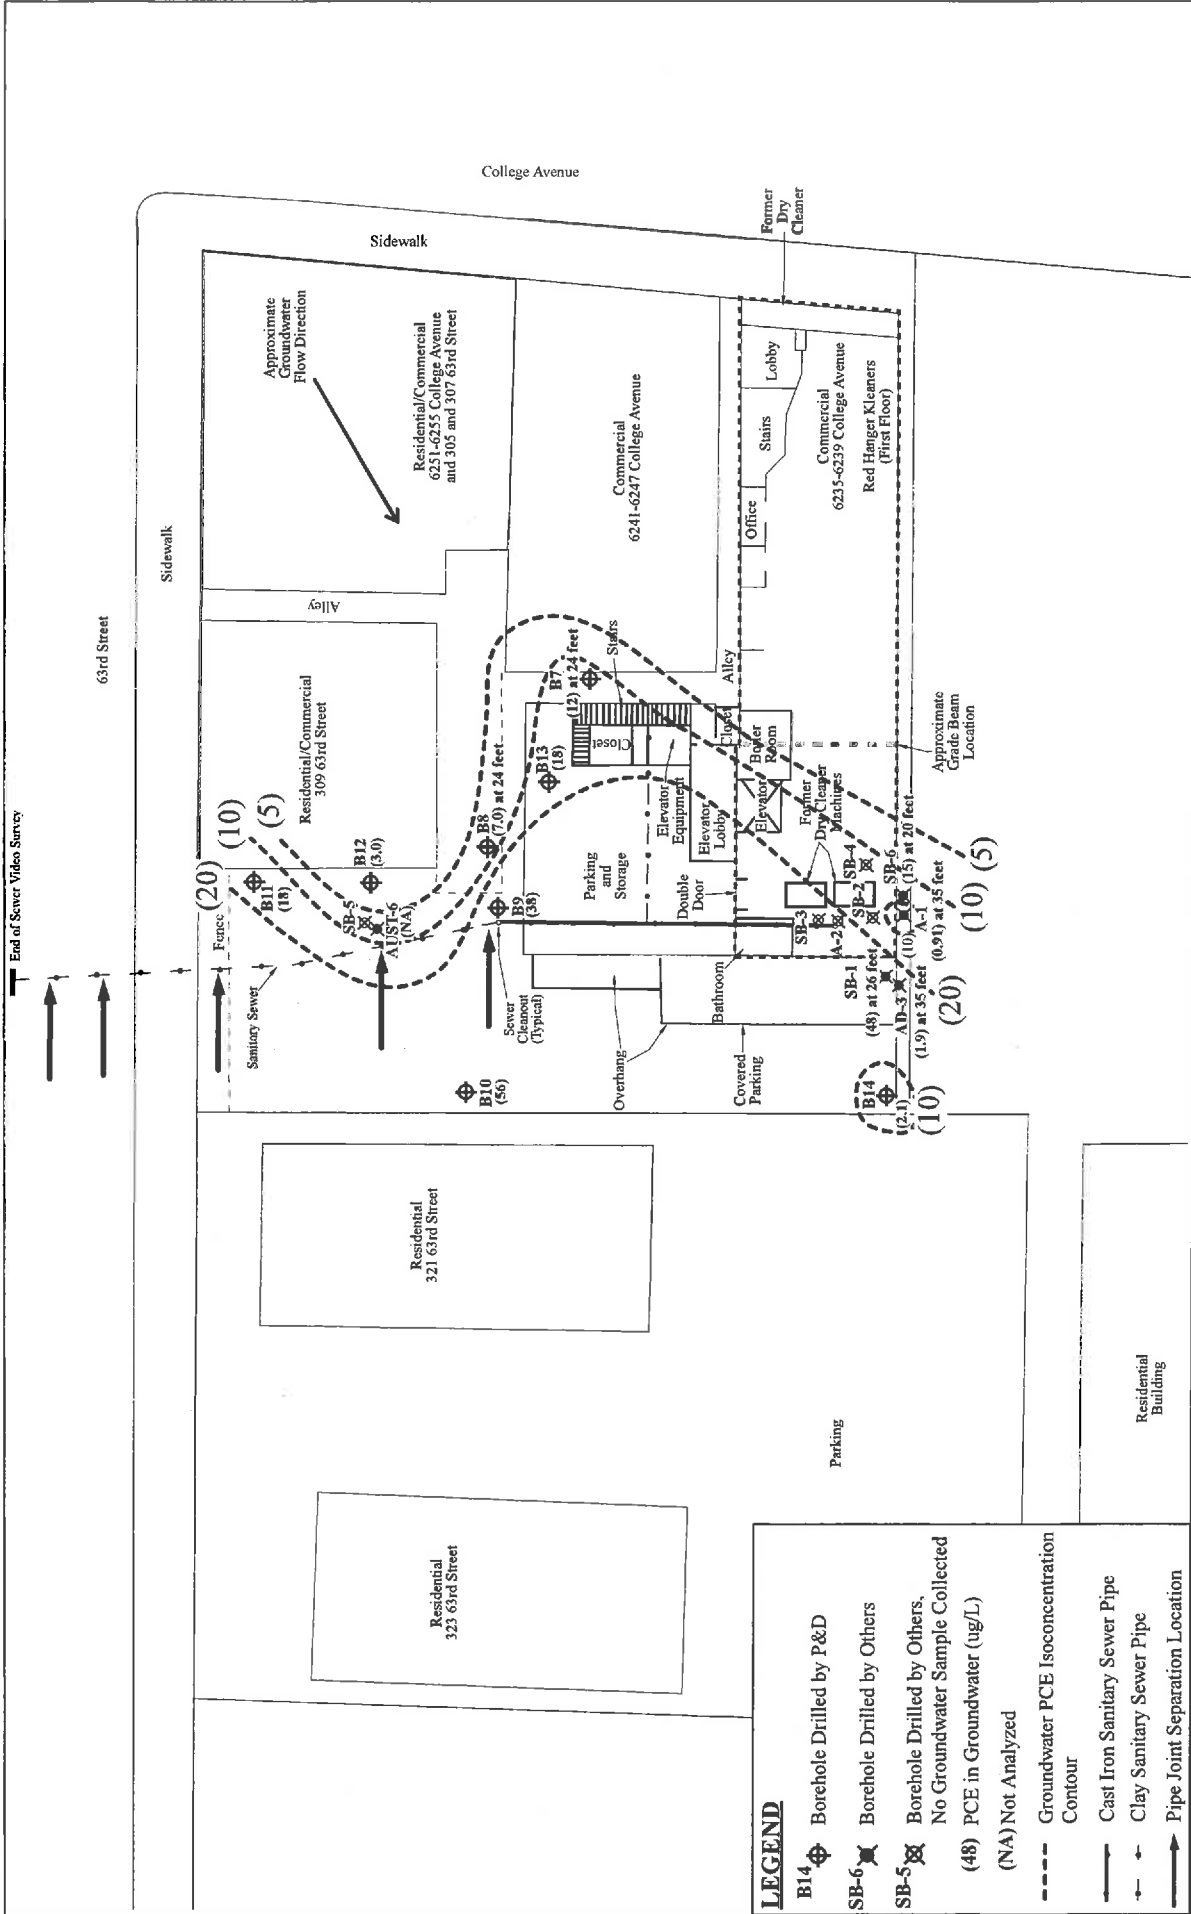 End of Sewer Video Survey
63rd Street
Sidewalk
College Avenue
Sidewalk
Approximate
Groundwater
Flow Direction
Residential/Commercial
6251-6255 College Avenue
and 305 and 307 63rd Street
Alley
Residential/Commercial
309 63rd Street
(20)
(10)
(5)
Fence
B11
(18)
B12
(3.0)
SB-5
AUST-6
(NA)
Sanitary Sewer
B8
(7.0) at 24 feet
B9
(38)
B10
(56)
Sewer
Cleanout
(Typical)
B13
(18)
B7
(12) at 24 feet
Stairs
Commercial
6241-6247 College Avenue
Closet
Parking
and
Storage
Elevator
Equipment
Elevator
Lobby
Double
Door
Overhang
Bathroom
Covered
Parking
Alley
Closet
Boiler
Room
Elevator
Former
Dry Cleaner
Machines
Office
Stairs
Lobby
Former
Dry
Cleaner
Commercial
6235-6239 College Avenue
Red Hanger Kleaners
(First Floor)
Approximate
Grade Beam
Location
SB-3
A-2
SB-2
SB-4
SB-6
(15) at 20 feet
SB-1
(48) at 26 feet
(10)
A-1
(0.91) at 35 feet
AD-3
(1.9) at 35 feet
(20)
(10)
(5)
B14
(2.1)
(10)
Residential
321 63rd Street
Residential
323 63rd Street
Parking
Residential
Building
LEGEND
B14 Borehole Drilled by P&D
SB-6 Borehole Drilled by Others
SB-5 Borehole Drilled by Others,
No Groundwater Sample Collected
(48) PCE in Groundwater (ug/L)
(NA) Not Analyzed
Groundwater PCE Isoconcentration
Contour
Cast Iron Sanitary Sewer Pipe
Clay Sanitary Sewer Pipe
Pipe Joint Separation Location